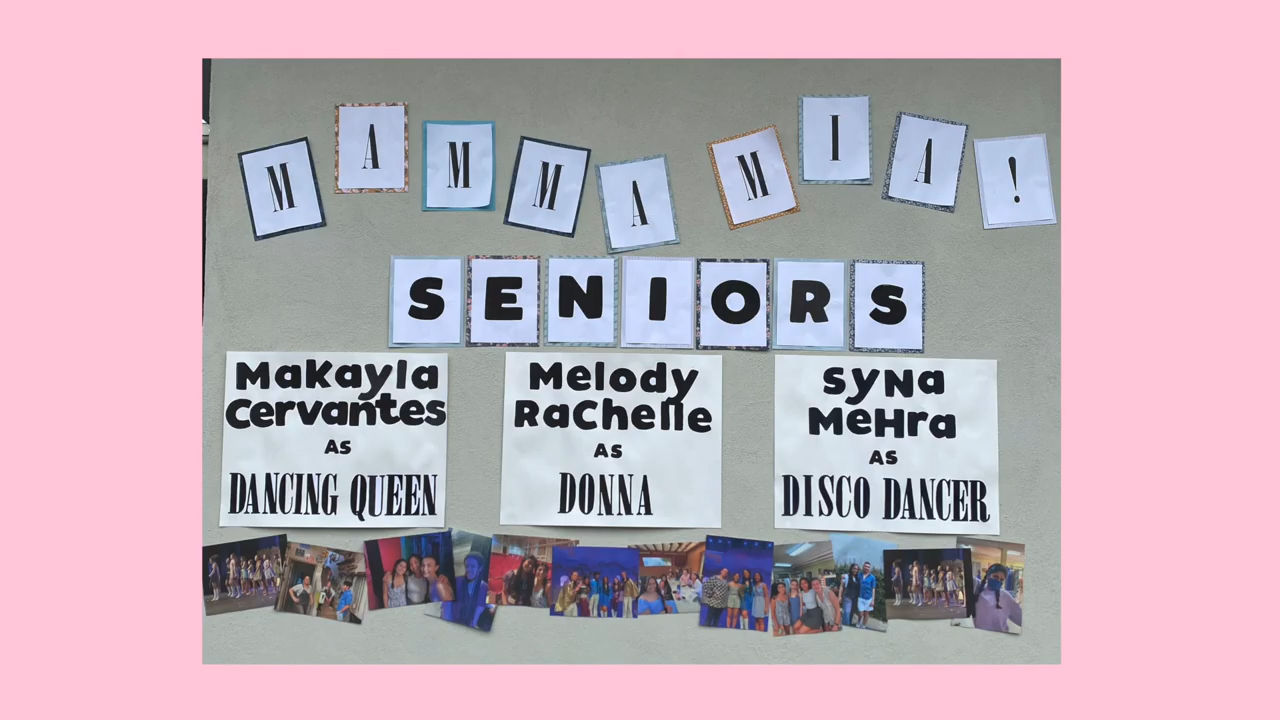 MAMMA MIA!
SENIORS
Makayla
Cervantes
AS
DANCING QUEEN
Melody
RaChelle
AS
DONNA
SyNa
MeHra
AS
DISCO DANCER